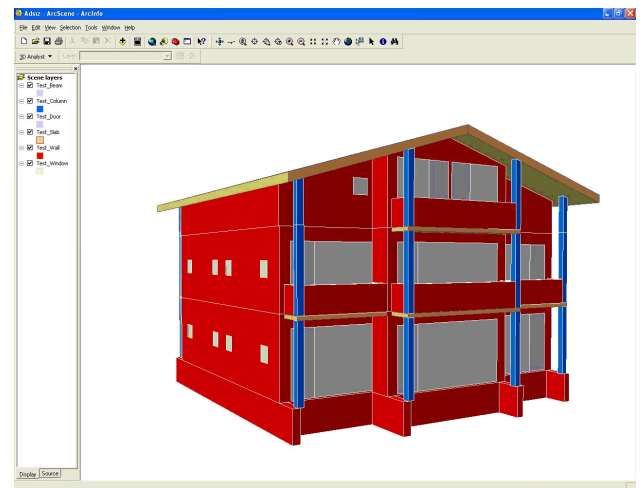 Adsiz - ArcScene - ArcInfo
File Edit View Selection Tools Window Help
3D Analyst Layer:
Scene layers
Test_Beam
Test_Column
Test_Door
Test_Slab
Test_Wall
Test_Window
Display Source